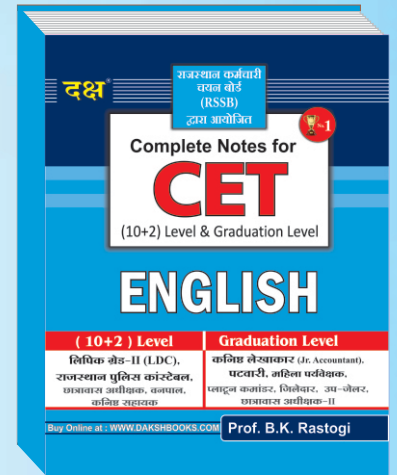 दक्ष
राजस्थान कर्मचारी
चयन बोर्ड
(RSSB)
द्वारा आयोजित
No.1
Complete Notes for
CET
(10+2) Level & Graduation Level
ENGLISH
( 10+2 ) Level
लिपिक ग्रेड-II (LDC),
राजस्थान पुलिस कांस्टेबल,
छात्रावास अधीक्षक, वनपाल,
कनिष्ठ सहायक
Graduation Level
कनिष्ठ लेखाकार (Jr. Accountant),
पटवारी, महिला पर्यवेक्षक,
प्लाटून कमांडर, जिलेदार, उप-जेलर,
छात्रावास अधीक्षक-II
Buy Online at : WWW.DAKSHBOOKS.COM
Prof. B.K. Rastogi